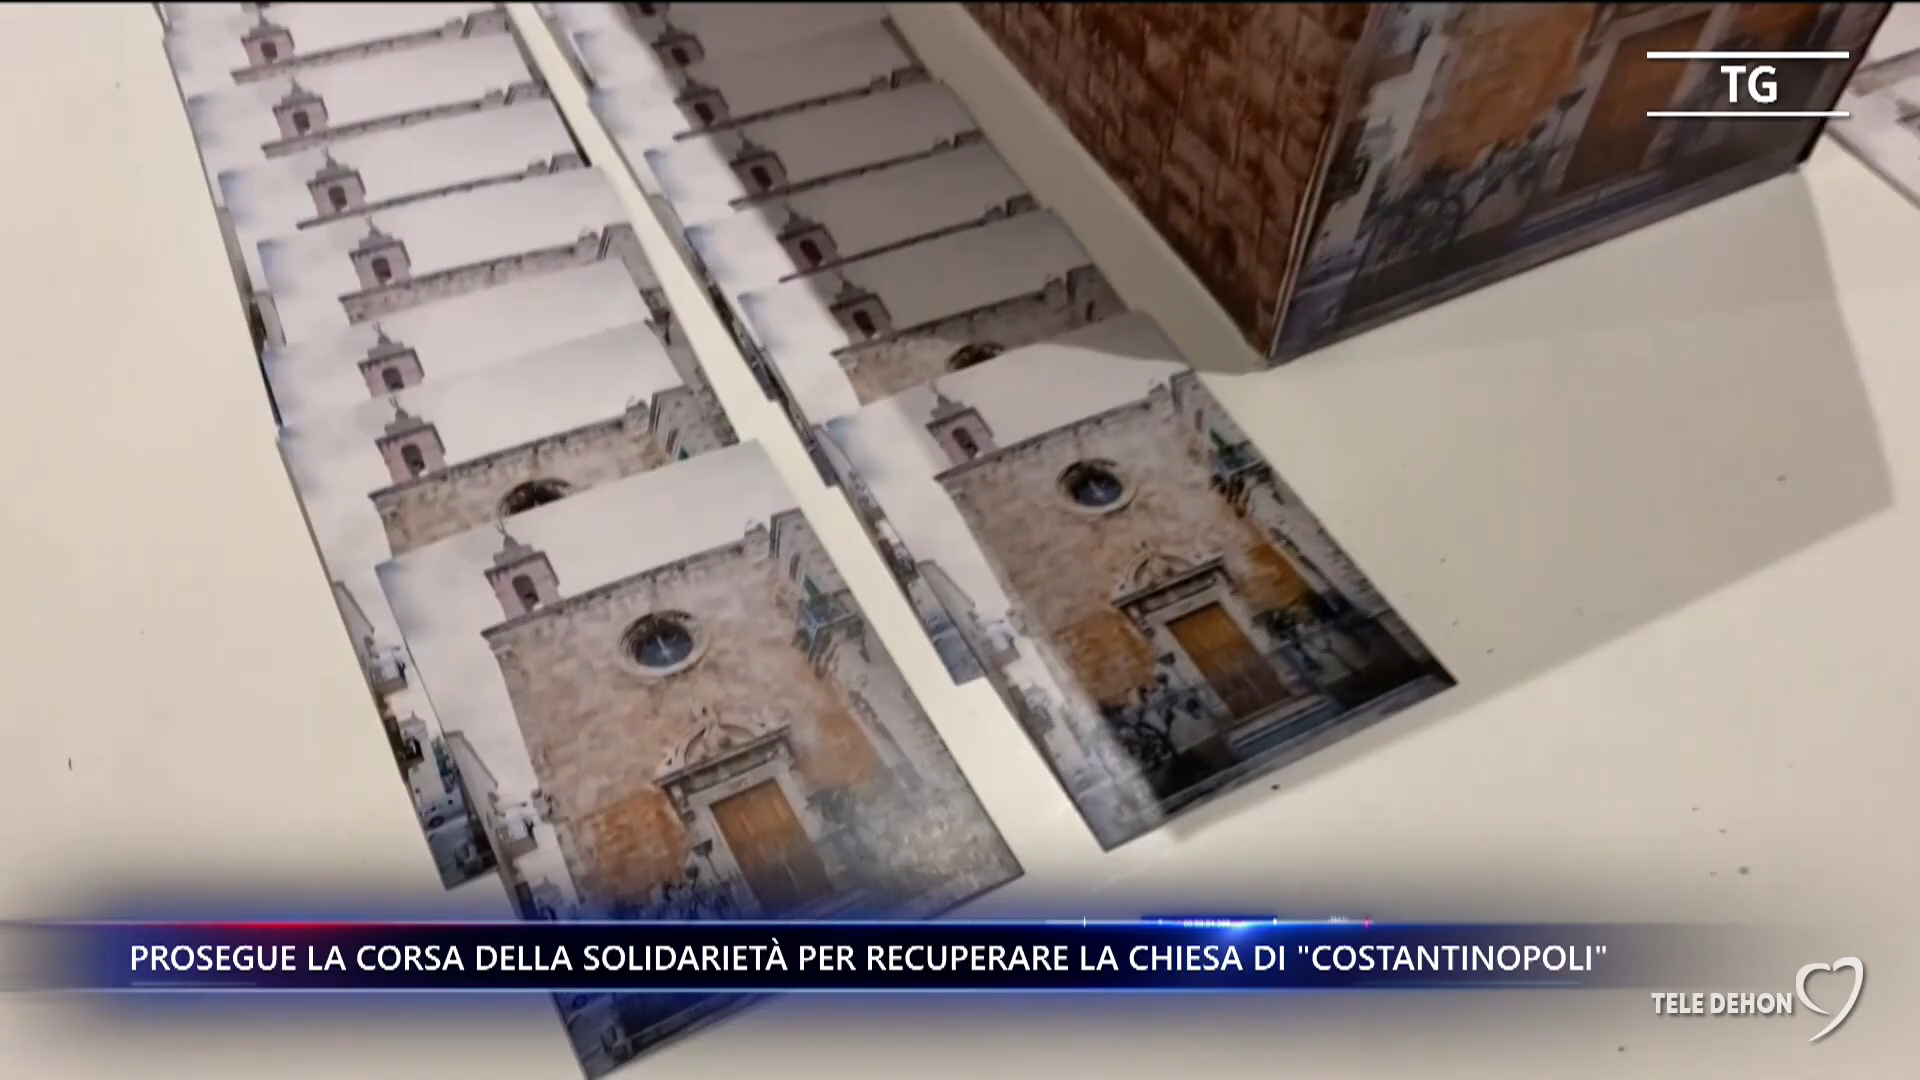 TG
PROSEGUE LA CORSA DELLA SOLIDARIETÀ PER RECUPERARE LA CHIESA DI "COSTANTINOPOLI"
TELE DEHON